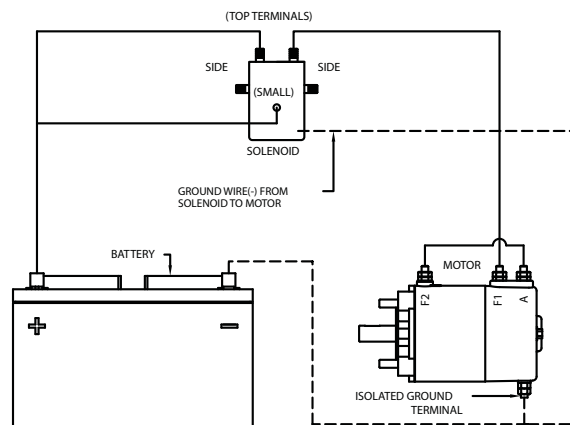 (TOP TERMINALS)
SIDE
SIDE
(SMALL)
SOLENOID
GROUND WIRE(-) FROM
SOLENOID TO MOTOR
BATTERY
MOTOR
F2
F1
A
+
−
ISOLATED GROUND
TERMINAL